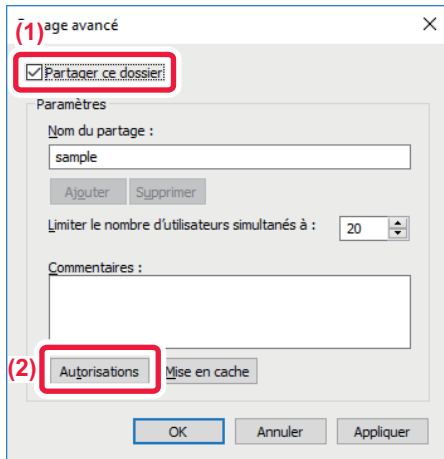 (1)
age avancé
Partager ce dossier
Paramètres
Nom du partage :
sample
Ajouter Supprimer
Limiter le nombre d'utilisateurs simultanés à : 20
Commentaires :
(2) Autorisations Mise en cache
OK Annuler Appliquer